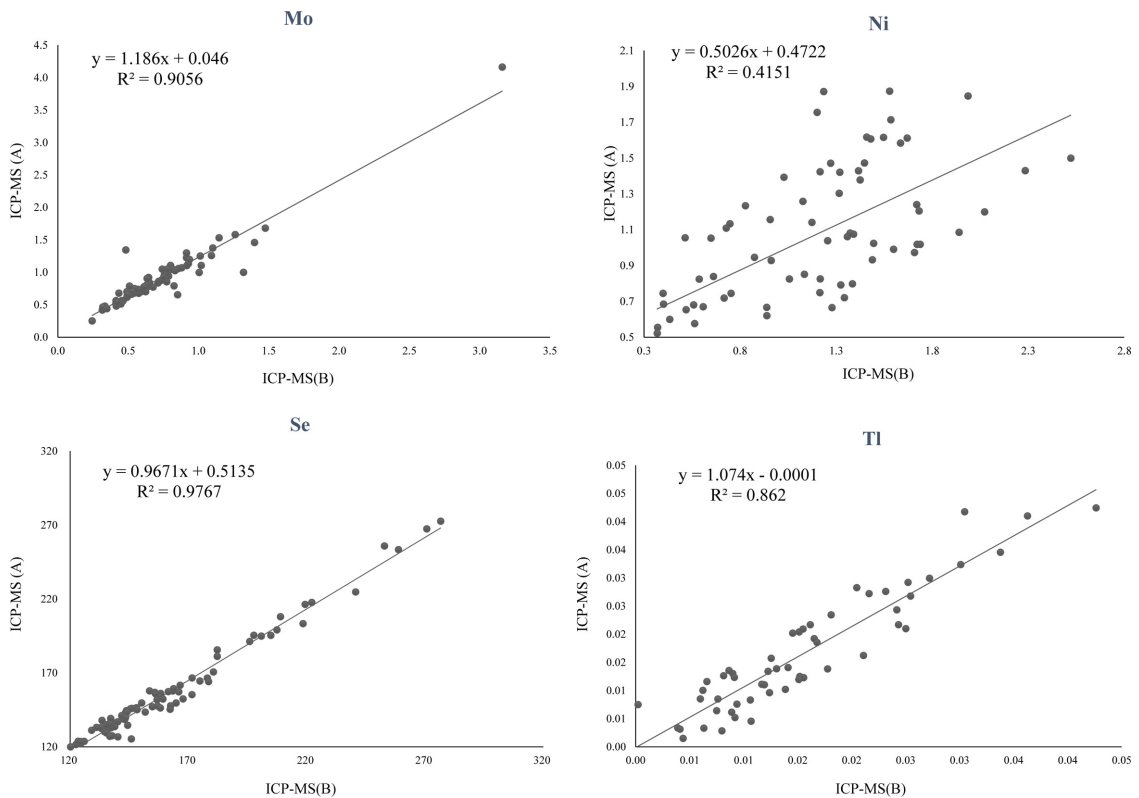 Mo
y = 1.186x + 0.046
R² = 0.9056
4.5
4.0
3.5
3.0
2.5
2.0
1.5
1.0
0.5
0.0
ICP-MS (A)
0.0 0.5 1.0 1.5 2.0 2.5 3.0 3.5
ICP-MS(B)
Ni
y = 0.5026x + 0.4722
R² = 0.4151
2.1
1.9
1.7
1.5
1.3
1.1
0.9
0.7
0.5
ICP-MS (A)
0.3 0.8 1.3 1.8 2.3 2.8
ICP-MS(B)
Se
y = 0.9671x + 0.5135
R² = 0.9767
320
270
220
170
120
ICP-MS (A)
120 170 220 270 320
ICP-MS(B)
Tl
y = 1.074x - 0.0001
R² = 0.862
0.05
0.05
0.04
0.04
0.03
0.03
0.02
0.02
0.01
0.01
0.00
ICP-MS (A)
0.00 0.01 0.01 0.02 0.02 0.03 0.03 0.04 0.04 0.05
ICP-MS(B)